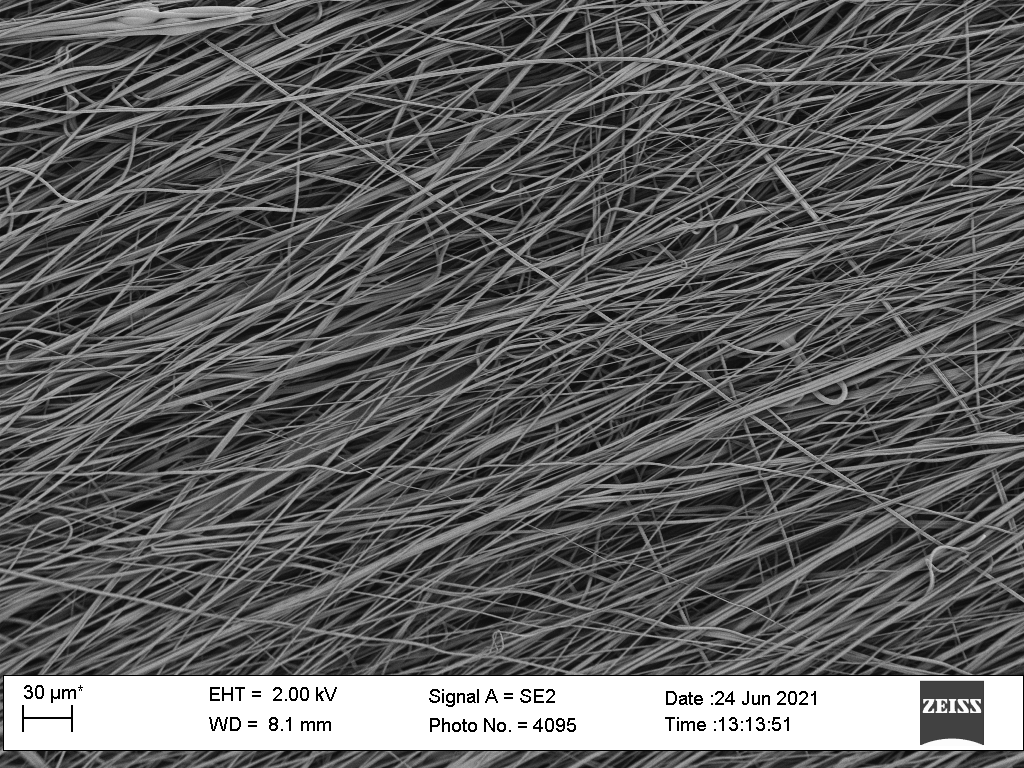 30 µm*
EHT = 2.00 kV
WD = 8.1 mm
Signal A = SE2
Photo No. = 4095
Date :24 Jun 2021
Time :13:13:51
ZEISS